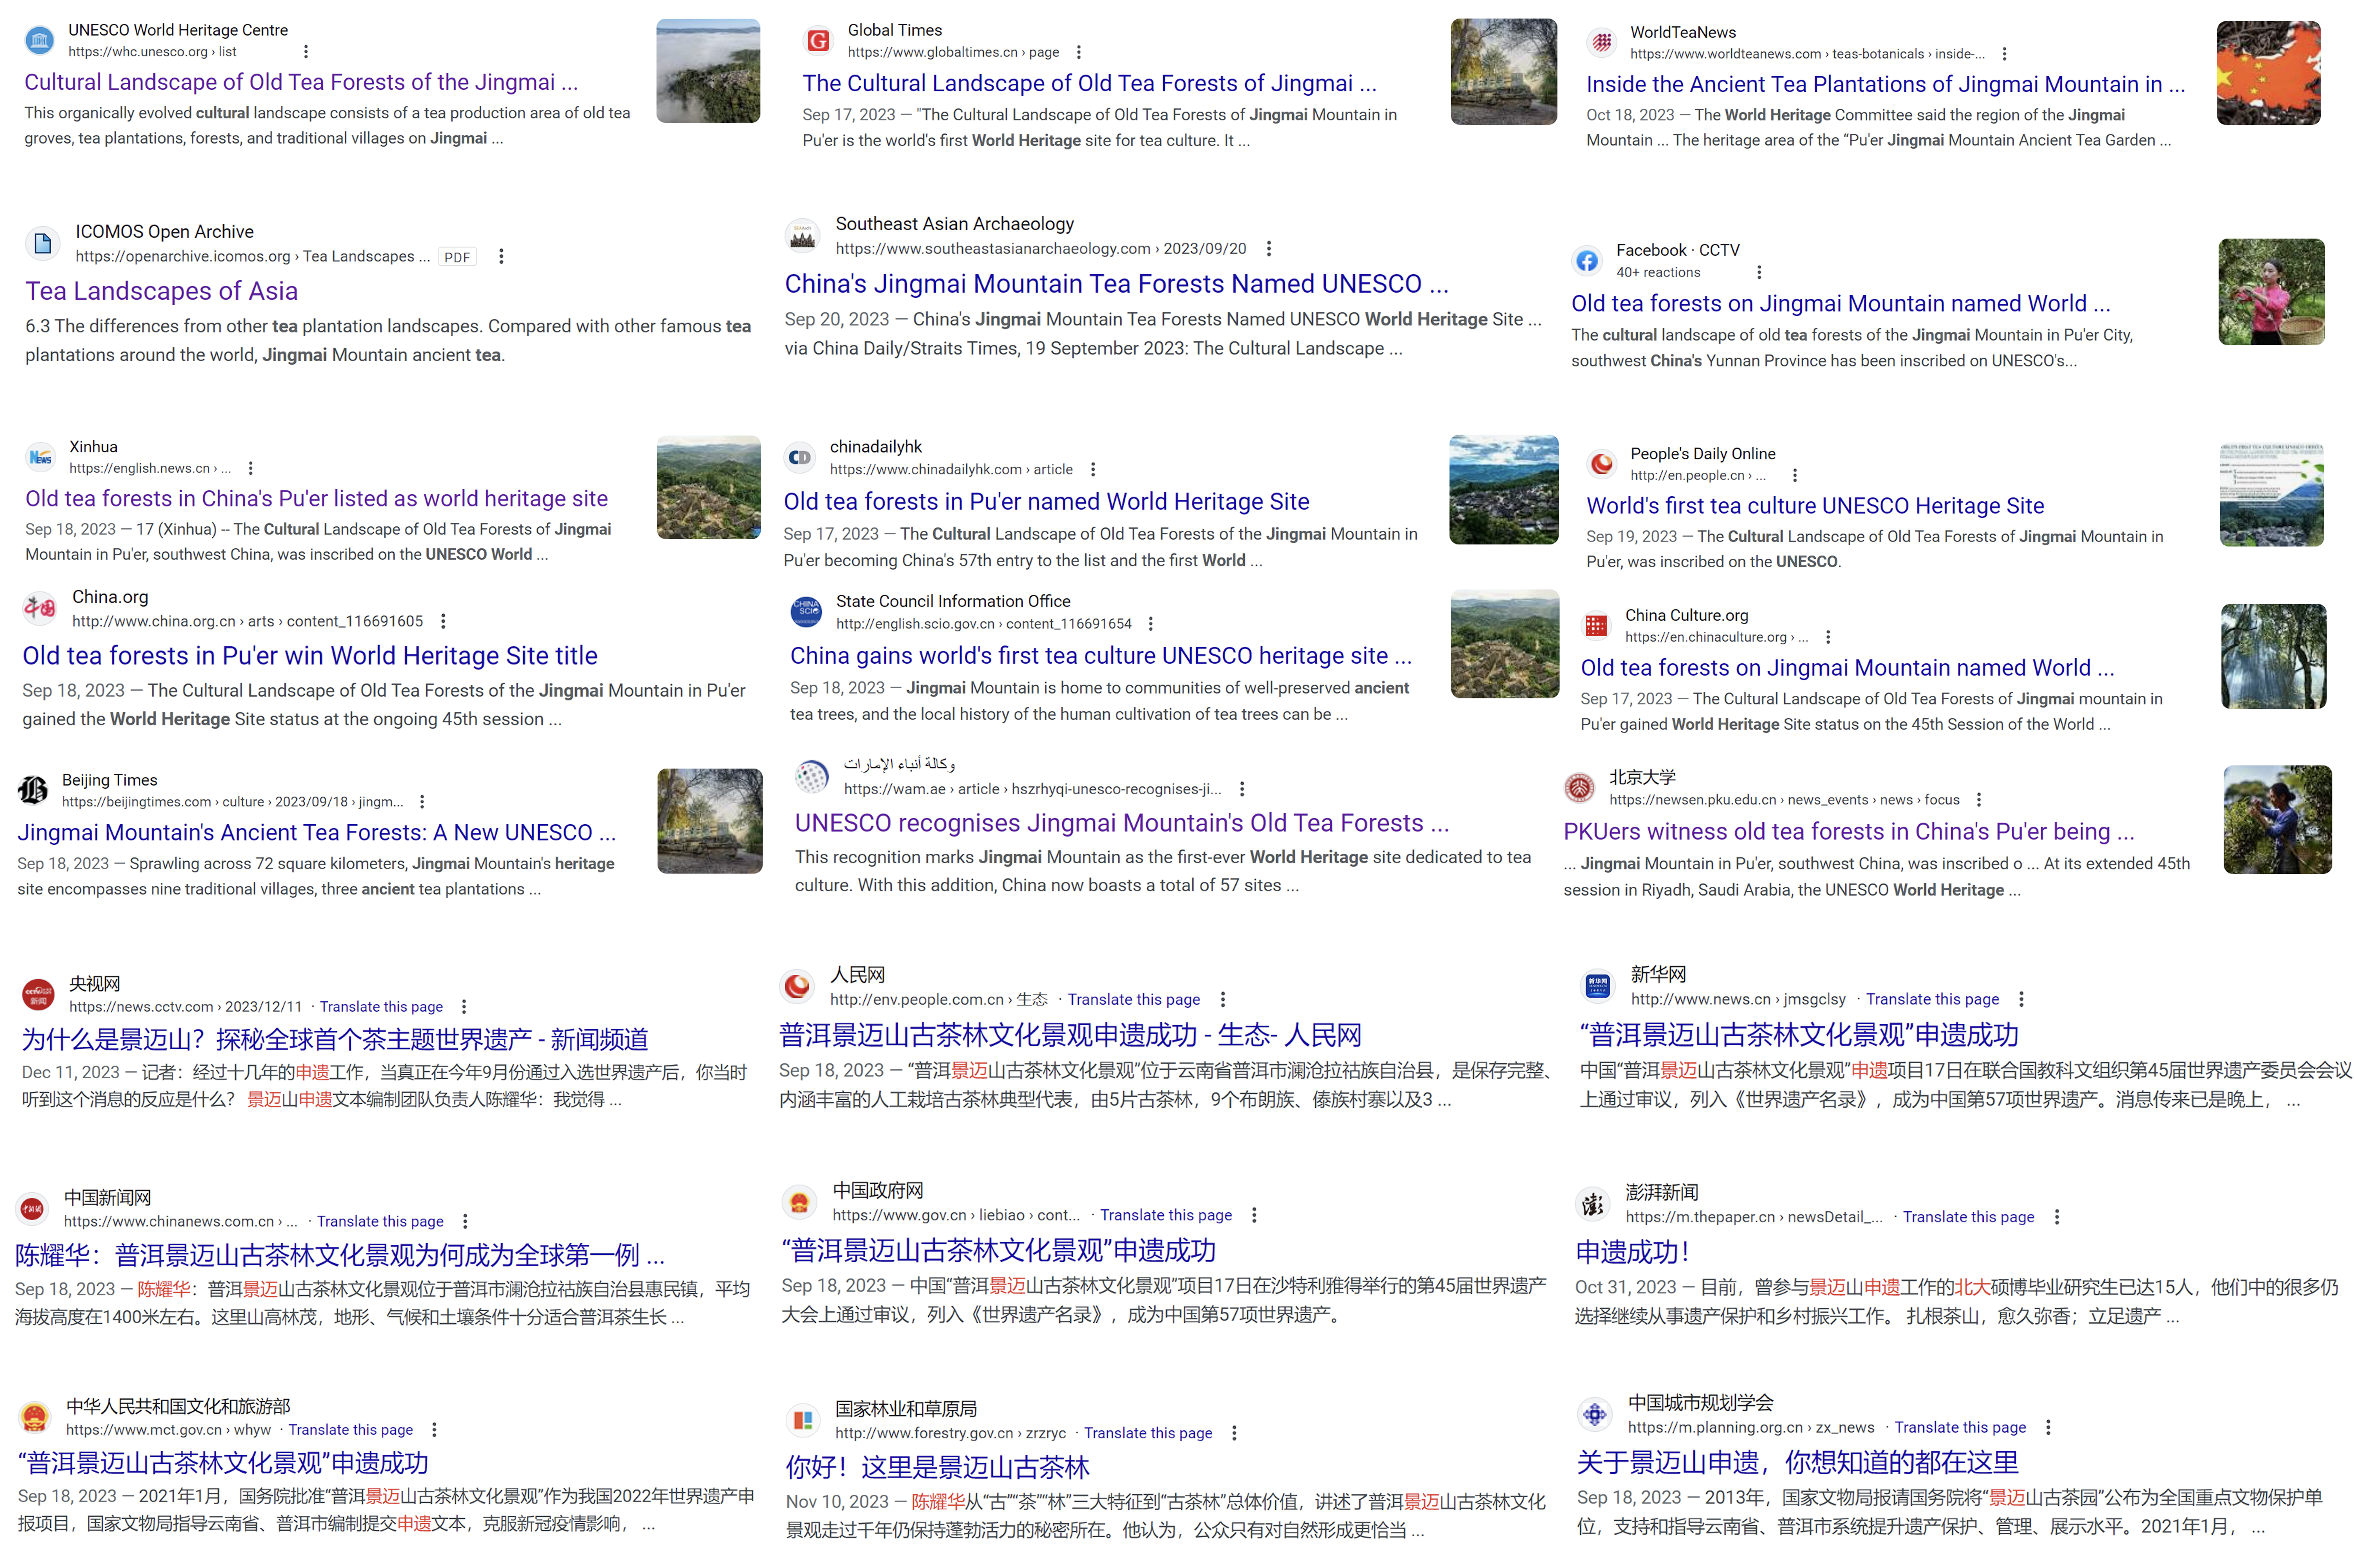 UNESCO World Heritage Centre
https://whc.unesco.org › list
Cultural Landscape of Old Tea Forests of the Jingmai ...
This organically evolved cultural landscape consists of a tea production area of old tea
groves, tea plantations, forests, and traditional villages on Jingmai ...
Global Times
https://www.globaltimes.cn › page
The Cultural Landscape of Old Tea Forests of Jingmai ...
Sep 17, 2023 — "The Cultural Landscape of Old Tea Forests of Jingmai Mountain in
Pu'er is the world's first World Heritage site for tea culture. It ...
WorldTeaNews
https://www.worldteanews.com › teas-botanicals › inside-...
Inside the Ancient Tea Plantations of Jingmai Mountain in ...
Oct 18, 2023 — The World Heritage Committee said the region of the Jingmai
Mountain ... The heritage area of the “Pu'er Jingmai Mountain Ancient Tea Garden ...
ICOMOS Open Archive
https://openarchive.icomos.org › Tea Landscapes ... PDF
Tea Landscapes of Asia
6.3 The differences from other tea plantation landscapes. Compared with other famous tea
plantations around the world, Jingmai Mountain ancient tea.
Southeast Asian Archaeology
https://www.southeastasianarchaeology.com › 2023/09/20
China's Jingmai Mountain Tea Forests Named UNESCO ...
Sep 20, 2023 — China's Jingmai Mountain Tea Forests Named UNESCO World Heritage Site ...
via China Daily/Straits Times, 19 September 2023: The Cultural Landscape ...
Facebook · CCTV
40+ reactions
Old tea forests on Jingmai Mountain named World ...
The cultural landscape of old tea forests of the Jingmai Mountain in Pu'er City,
southwest China's Yunnan Province has been inscribed on UNESCO's...
NEWS
Xinhua
https://english.news.cn › ...
Old tea forests in China's Pu'er listed as world heritage site
Sep 18, 2023 — 17 (Xinhua) -- The Cultural Landscape of Old Tea Forests of Jingmai
Mountain in Pu'er, southwest China, was inscribed on the UNESCO World ...
CD
chinadailyhk
https://www.chinadailyhk.com › article
Old tea forests in Pu'er named World Heritage Site
Sep 17, 2023 — The Cultural Landscape of Old Tea Forests of the Jingmai Mountain in
Pu'er becoming China's 57th entry to the list and the first World ...
People's Daily Online
http://en.people.cn › ...
World's first tea culture UNESCO Heritage Site
Sep 19, 2023 — The Cultural Landscape of Old Tea Forests of Jingmai Mountain in
Pu'er, was inscribed on the UNESCO.
China.org
http://www.china.org.cn › arts › content_116691605
Old tea forests in Pu'er win World Heritage Site title
Sep 18, 2023 — The Cultural Landscape of Old Tea Forests of the Jingmai Mountain in Pu'er
gained the World Heritage Site status at the ongoing 45th session ...
CHINA SCIO
State Council Information Office
http://english.scio.gov.cn › content_116691654
China gains world's first tea culture UNESCO heritage site ...
Sep 18, 2023 — Jingmai Mountain is home to communities of well-preserved ancient
tea trees, and the local history of the human cultivation of tea trees can be ...
China Culture.org
https://en.chinaculture.org › ...
Old tea forests on Jingmai Mountain named World ...
Sep 17, 2023 — The Cultural Landscape of Old Tea Forests of Jingmai mountain in
Pu'er gained World Heritage Site status on the 45th Session of the World ...
Beijing Times
https://beijingtimes.com › culture › 2023/09/18 › jingm...
Jingmai Mountain's Ancient Tea Forests: A New UNESCO ...
Sep 18, 2023 — Sprawling across 72 square kilometers, Jingmai Mountain's heritage
site encompasses nine traditional villages, three ancient tea plantations ...
وكالة أنباء الإمارات
https://wam.ae › article › hszrhyqi-unesco-recognises-ji...
UNESCO recognises Jingmai Mountain's Old Tea Forests ...
This recognition marks Jingmai Mountain as the first-ever World Heritage site dedicated to tea
culture. With this addition, China now boasts a total of 57 sites ...
北京大学
https://newsen.pku.edu.cn › news_events › news › focus
PKUers witness old tea forests in China's Pu'er being ...
... Jingmai Mountain in Pu'er, southwest China, was inscribed o ... At its extended 45th
session in Riyadh, Saudi Arabia, the UNESCO World Heritage ...
央视网
https://news.cctv.com › 2023/12/11 · Translate this page
为什么是景迈山？探秘全球首个茶主题世界遗产 - 新闻频道
Dec 11, 2023 — 记者：经过十几年的申遗工作，当真正在今年9月份通过入选世界遗产后，你当时
听到这个消息的反应是什么？ 景迈山申遗文本编制团队负责人陈耀华：我觉得 ...
人民网
http://env.people.com.cn › 生态 · Translate this page
普洱景迈山古茶林文化景观申遗成功 - 生态- 人民网
Sep 18, 2023 — “普洱景迈山古茶林文化景观”位于云南省普洱市澜沧拉祜族自治县，是保存完整、
内涵丰富的人工栽培古茶林典型代表，由5片古茶林，9个布朗族、傣族村寨以及3 ...
新华网
http://www.news.cn › jmsgclsy · Translate this page
“普洱景迈山古茶林文化景观”申遗成功
中国“普洱景迈山古茶林文化景观”申遗项目17日在联合国教科文组织第45届世界遗产委员会会议
上通过审议，列入《世界遗产名录》，成为中国第57项世界遗产。消息传来已是晚上， ...
中国新闻网
https://www.chinanews.com.cn › ... · Translate this page
陈耀华：普洱景迈山古茶林文化景观为何成为全球第一例 ...
Sep 18, 2023 — 陈耀华：普洱景迈山古茶林文化景观位于普洱市澜沧拉祜族自治县惠民镇，平均
海拔高度在1400米左右。这里山高林茂，地形、气候和土壤条件十分适合普洱茶生长 ...
中国政府网
https://www.gov.cn › liebiao › cont... · Translate this page
“普洱景迈山古茶林文化景观”申遗成功
Sep 18, 2023 — 中国“普洱景迈山古茶林文化景观”项目17日在沙特利雅得举行的第45届世界遗产
大会上通过审议，列入《世界遗产名录》，成为中国第57项世界遗产。
澎湃新闻
https://m.thepaper.cn › newsDetail_... · Translate this page
申遗成功！
Oct 31, 2023 — 目前，曾参与景迈山申遗工作的北大硕博毕业研究生已达15人，他们中的很多仍
选择继续从事遗产保护和乡村振兴工作。 扎根茶山，愈久弥香；立足遗产 ...
中华人民共和国文化和旅游部
https://www.mct.gov.cn › whyw · Translate this page
“普洱景迈山古茶林文化景观”申遗成功
Sep 18, 2023 — 2021年1月，国务院批准“普洱景迈山古茶林文化景观”作为我国2022年世界遗产申
报项目，国家文物局指导云南省、普洱市编制提交申遗文本，克服新冠疫情影响， ...
国家林业和草原局
http://www.forestry.gov.cn › zrzryc · Translate this page
你好！这里是景迈山古茶林
Nov 10, 2023 — 陈耀华从“古”“茶”“林”三大特征到“古茶林”总体价值，讲述了普洱景迈山古茶林文化
景观走过千年仍保持蓬勃活力的秘密所在。他认为，公众只有对自然形成更恰当 ...
中国城市规划学会
https://m.planning.org.cn › zx_news · Translate this page
关于景迈山申遗，你想知道的都在这里
Sep 18, 2023 — 2013年，国家文物局报请国务院将“景迈山古茶园”公布为全国重点文物保护单
位，支持和指导云南省、普洱市系统提升遗产保护、管理、展示水平。2021年1月， ...